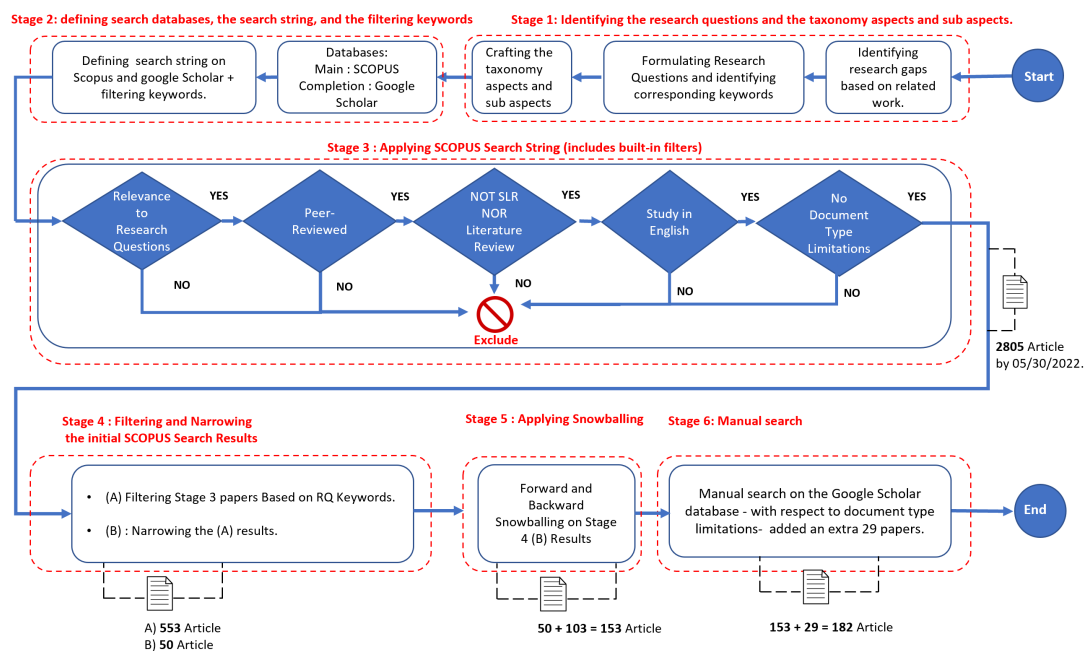 Stage 2: defining search databases, the search string, and the filtering keywords
Stage 1: Identifying the research questions and the taxonomy aspects and sub aspects.
Defining  search string on
Scopus and google Scholar +
filtering keywords.
Databases:
Main : SCOPUS
Completion : Google
Scholar
Crafting the
taxonomy
aspects and
sub aspects
Formulating Research
Questions and identifying
corresponding keywords
Identifying
research gaps
based on related
work.
Start
Stage 3 : Applying SCOPUS Search String (includes built-in filters)
Relevance
to
Research
Questions
YES
Peer-
Reviewed
YES
NOT SLR
NOR
Literature
Review
YES
Study in
English
YES
No
Document
Type
Limitations
YES
NO
NO
NO
NO
NO
Exclude
2805 Article
by 05/30/2022.
Stage 4 : Filtering and Narrowing
the initial SCOPUS Search Results
• (A) Filtering Stage 3 papers Based on RQ Keywords.
• (B) : Narrowing the (A) results.
A) 553 Article
B) 50 Article
Stage 5 : Applying Snowballing
Forward and
Backward
Snowballing on Stage
4 (B) Results
50 + 103 = 153 Article
Stage 6: Manual search
Manual search on the Google Scholar
database - with respect to document type
limitations-  added an extra 29 papers.
153 + 29 = 182 Article
End